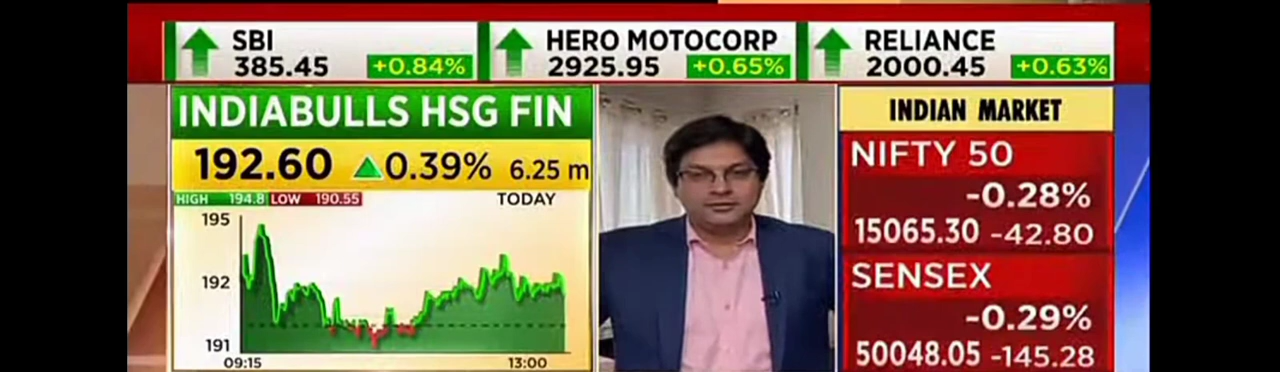 SBI
385.45 +0.84%
HERO MOTOCORP
2925.95 +0.65%
RELIANCE
2000.45 +0.63%
INDIABULLS HSG FIN
192.60 0.39% 6.25 m
HIGH 194.8 LOW 190.55 TODAY
195
192
191
09:15 13:00
INDIAN MARKET
NIFTY 50
-0.28%
15065.30 -42.80
SENSEX
-0.29%
50048.05 -145.28